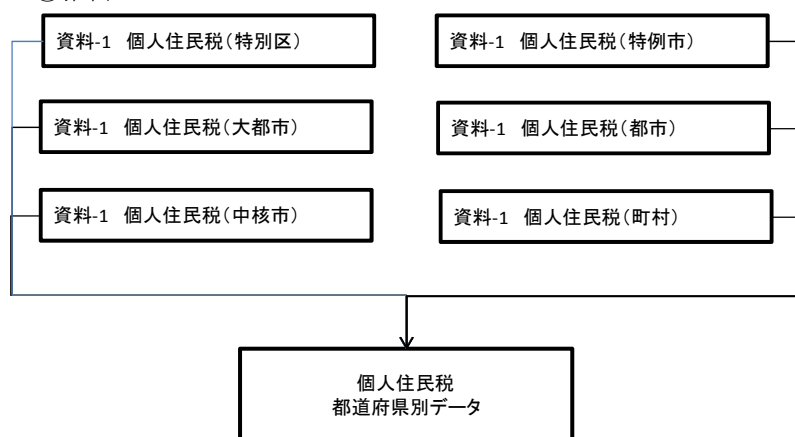 資料-1 個人住民税（特別区）
資料-1 個人住民税（特例市）
資料-1 個人住民税（大都市）
資料-1 個人住民税（都市）
資料-1 個人住民税（中核市）
資料-1 個人住民税（町村）
個人住民税
都道府県別データ